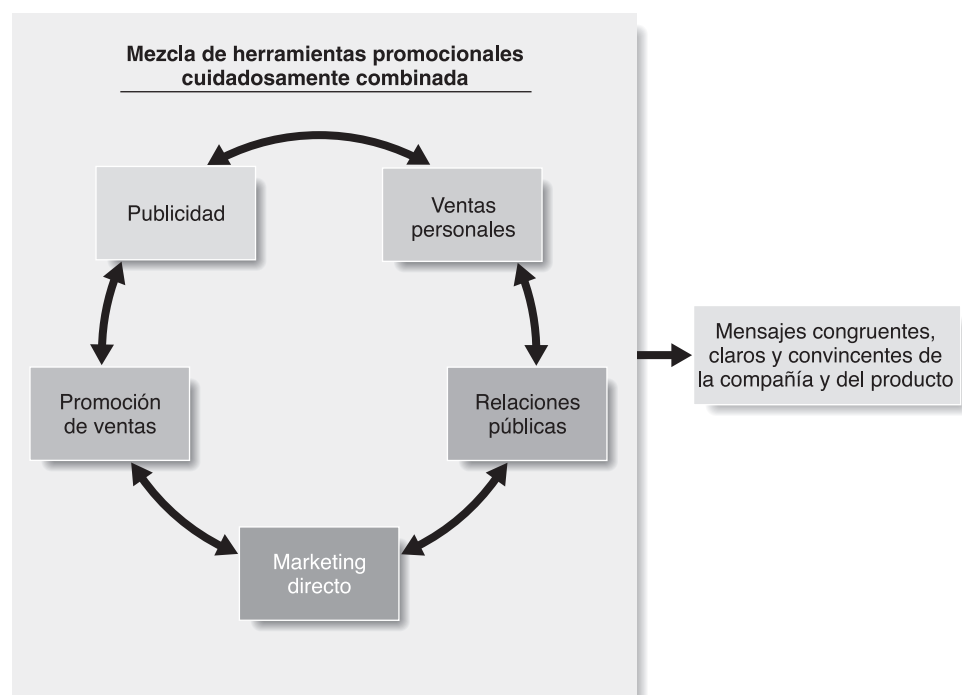 Mezcla de herramientas promocionales
cuidadosamente combinada
Publicidad
Ventas
personales
Promoción
de ventas
Relaciones
públicas
Marketing
directo
Mensajes congruentes,
claros y convincentes de
la compañía y del producto